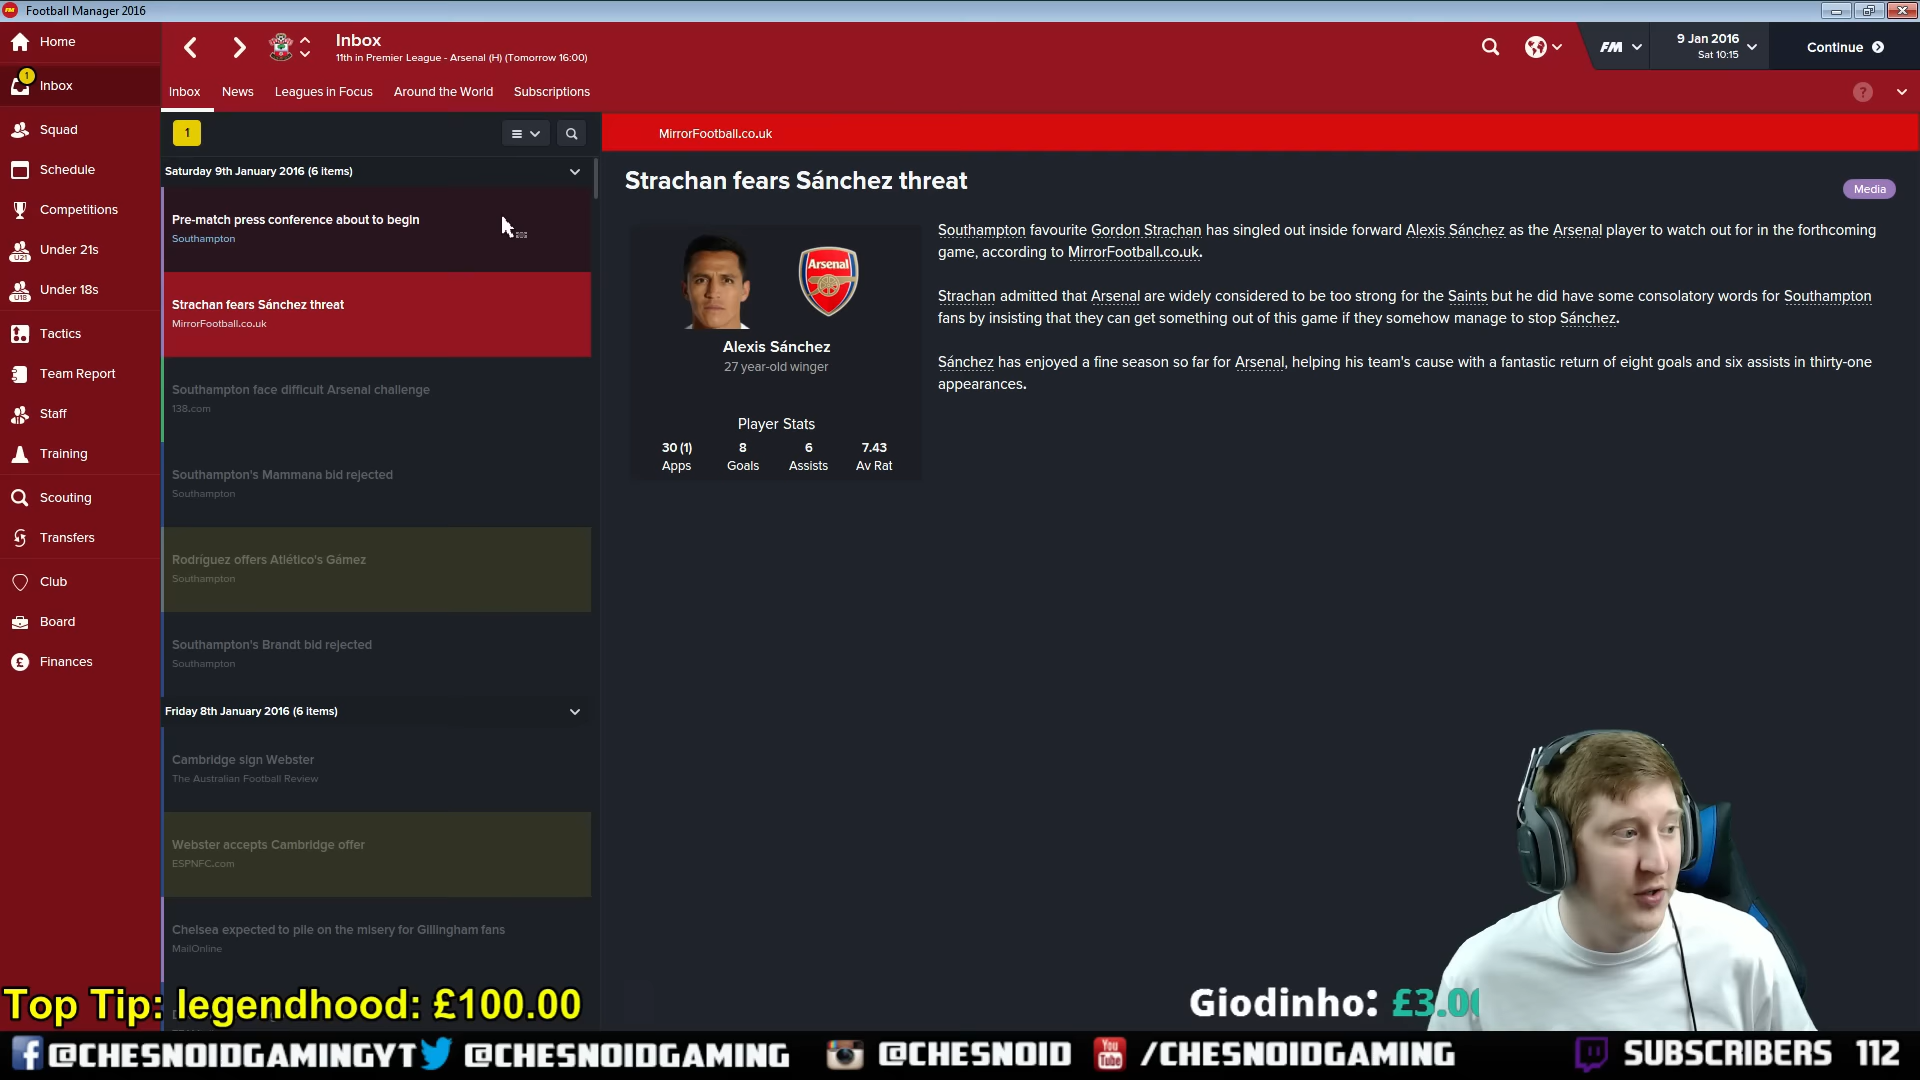 Football Manager 2016
Home
1
Inbox
Squad
Schedule
Competitions
U21
Under 21s
U18
Under 18s
Tactics
Team Report
Staff
Training
Scouting
Transfers
Club
Board
Finances
Inbox
11th in Premier League - Arsenal (H) (Tomorrow 16:00)
FM
9 Jan 2016
Sat 10:15
Continue
Inbox News Leagues in Focus Around the World Subscriptions
?
1
Saturday 9th January 2016 (6 items)
Pre-match press conference about to begin
Southampton
Strachan fears Sánchez threat
MirrorFootball.co.uk
Southampton face difficult Arsenal challenge
138.com
Southampton's Mammana bid rejected
Southampton
Rodríguez offers Atlético's Gámez
Southampton
Southampton's Brandt bid rejected
Southampton
Friday 8th January 2016 (6 items)
Cambridge sign Webster
The Australian Football Review
Webster accepts Cambridge offer
ESPNFC.com
Chelsea expected to pile on the misery for Gillingham fans
MailOnline
MirrorFootball.co.uk
Strachan fears Sánchez threat
Media
Arsenal
Alexis Sánchez
27 year-old winger
Player Stats
30 (1) 8 6 7.43
Apps Goals Assists Av Rat
Southampton favourite Gordon Strachan has singled out inside forward Alexis Sánchez as the Arsenal player to watch out for in the forthcoming
game, according to MirrorFootball.co.uk.
Strachan admitted that Arsenal are widely considered to be too strong for the Saints but he did have some consolatory words for Southampton
fans by insisting that they can get something out of this game if they somehow manage to stop Sánchez.
Sánchez has enjoyed a fine season so far for Arsenal, helping his team's cause with a fantastic return of eight goals and six assists in thirty-one
appearances.
Top Tip: legendhood: £100.00
Giodinho: £3.00
@CHESNOIDGAMINGYT @CHESNOIDGAMING @CHESNOID You Tube /CHESNOIDGAMING SUBSCRIBERS 112